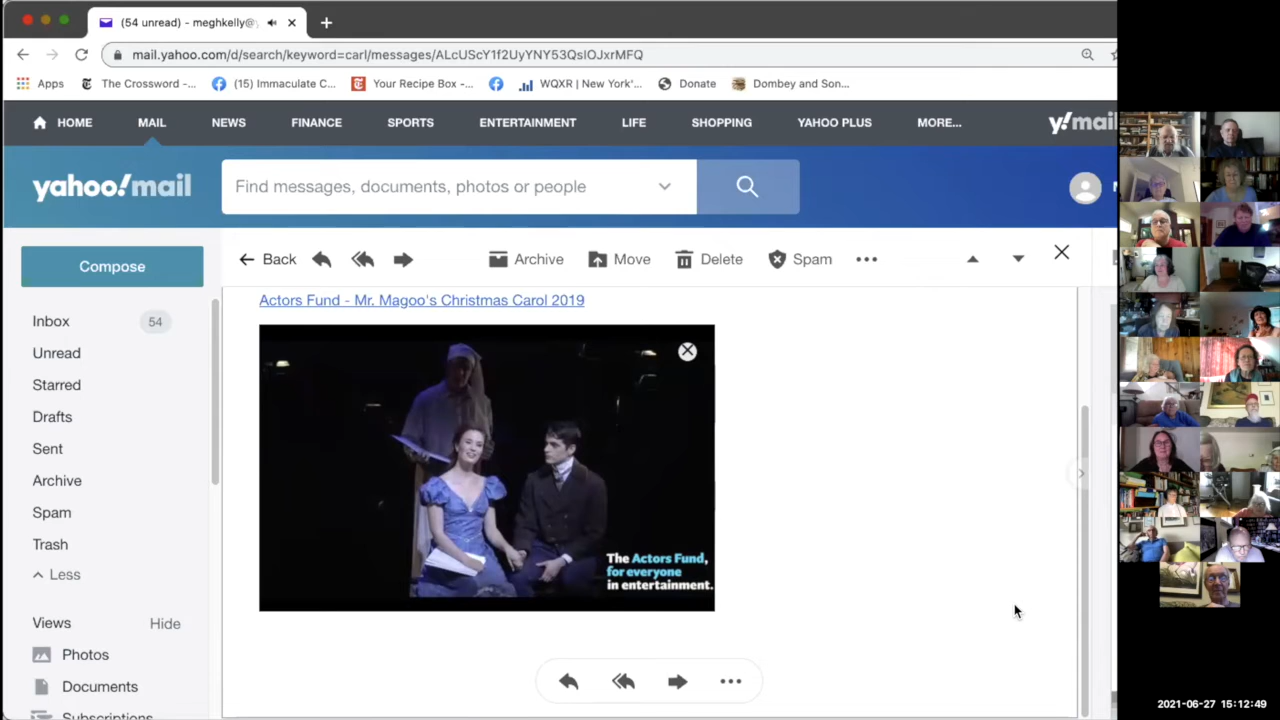 (54 unread) - meghkelly@y
mail.yahoo.com/d/search/keyword=carl/messages/ALcUScY1f2UyYNY53QsIOJxrMFQ
Apps The Crossword -... (15) Immaculate C... Your Recipe Box -... WQXR | New York'... Donate Dombey and Son...
HOME MAIL NEWS FINANCE SPORTS ENTERTAINMENT LIFE SHOPPING YAHOO PLUS MORE... y!mail
yahoo!mail Find messages, documents, photos or people
Compose
Back Archive Move Delete Spam
Actors Fund - Mr. Magoo's Christmas Carol 2019
Inbox 54
Unread
Starred
Drafts
Sent
Archive
Spam
Trash
Less
The Actors Fund,
for everyone
in entertainment.
Views Hide
Photos
Documents
Subscriptions
2021-06-27 15:12:49